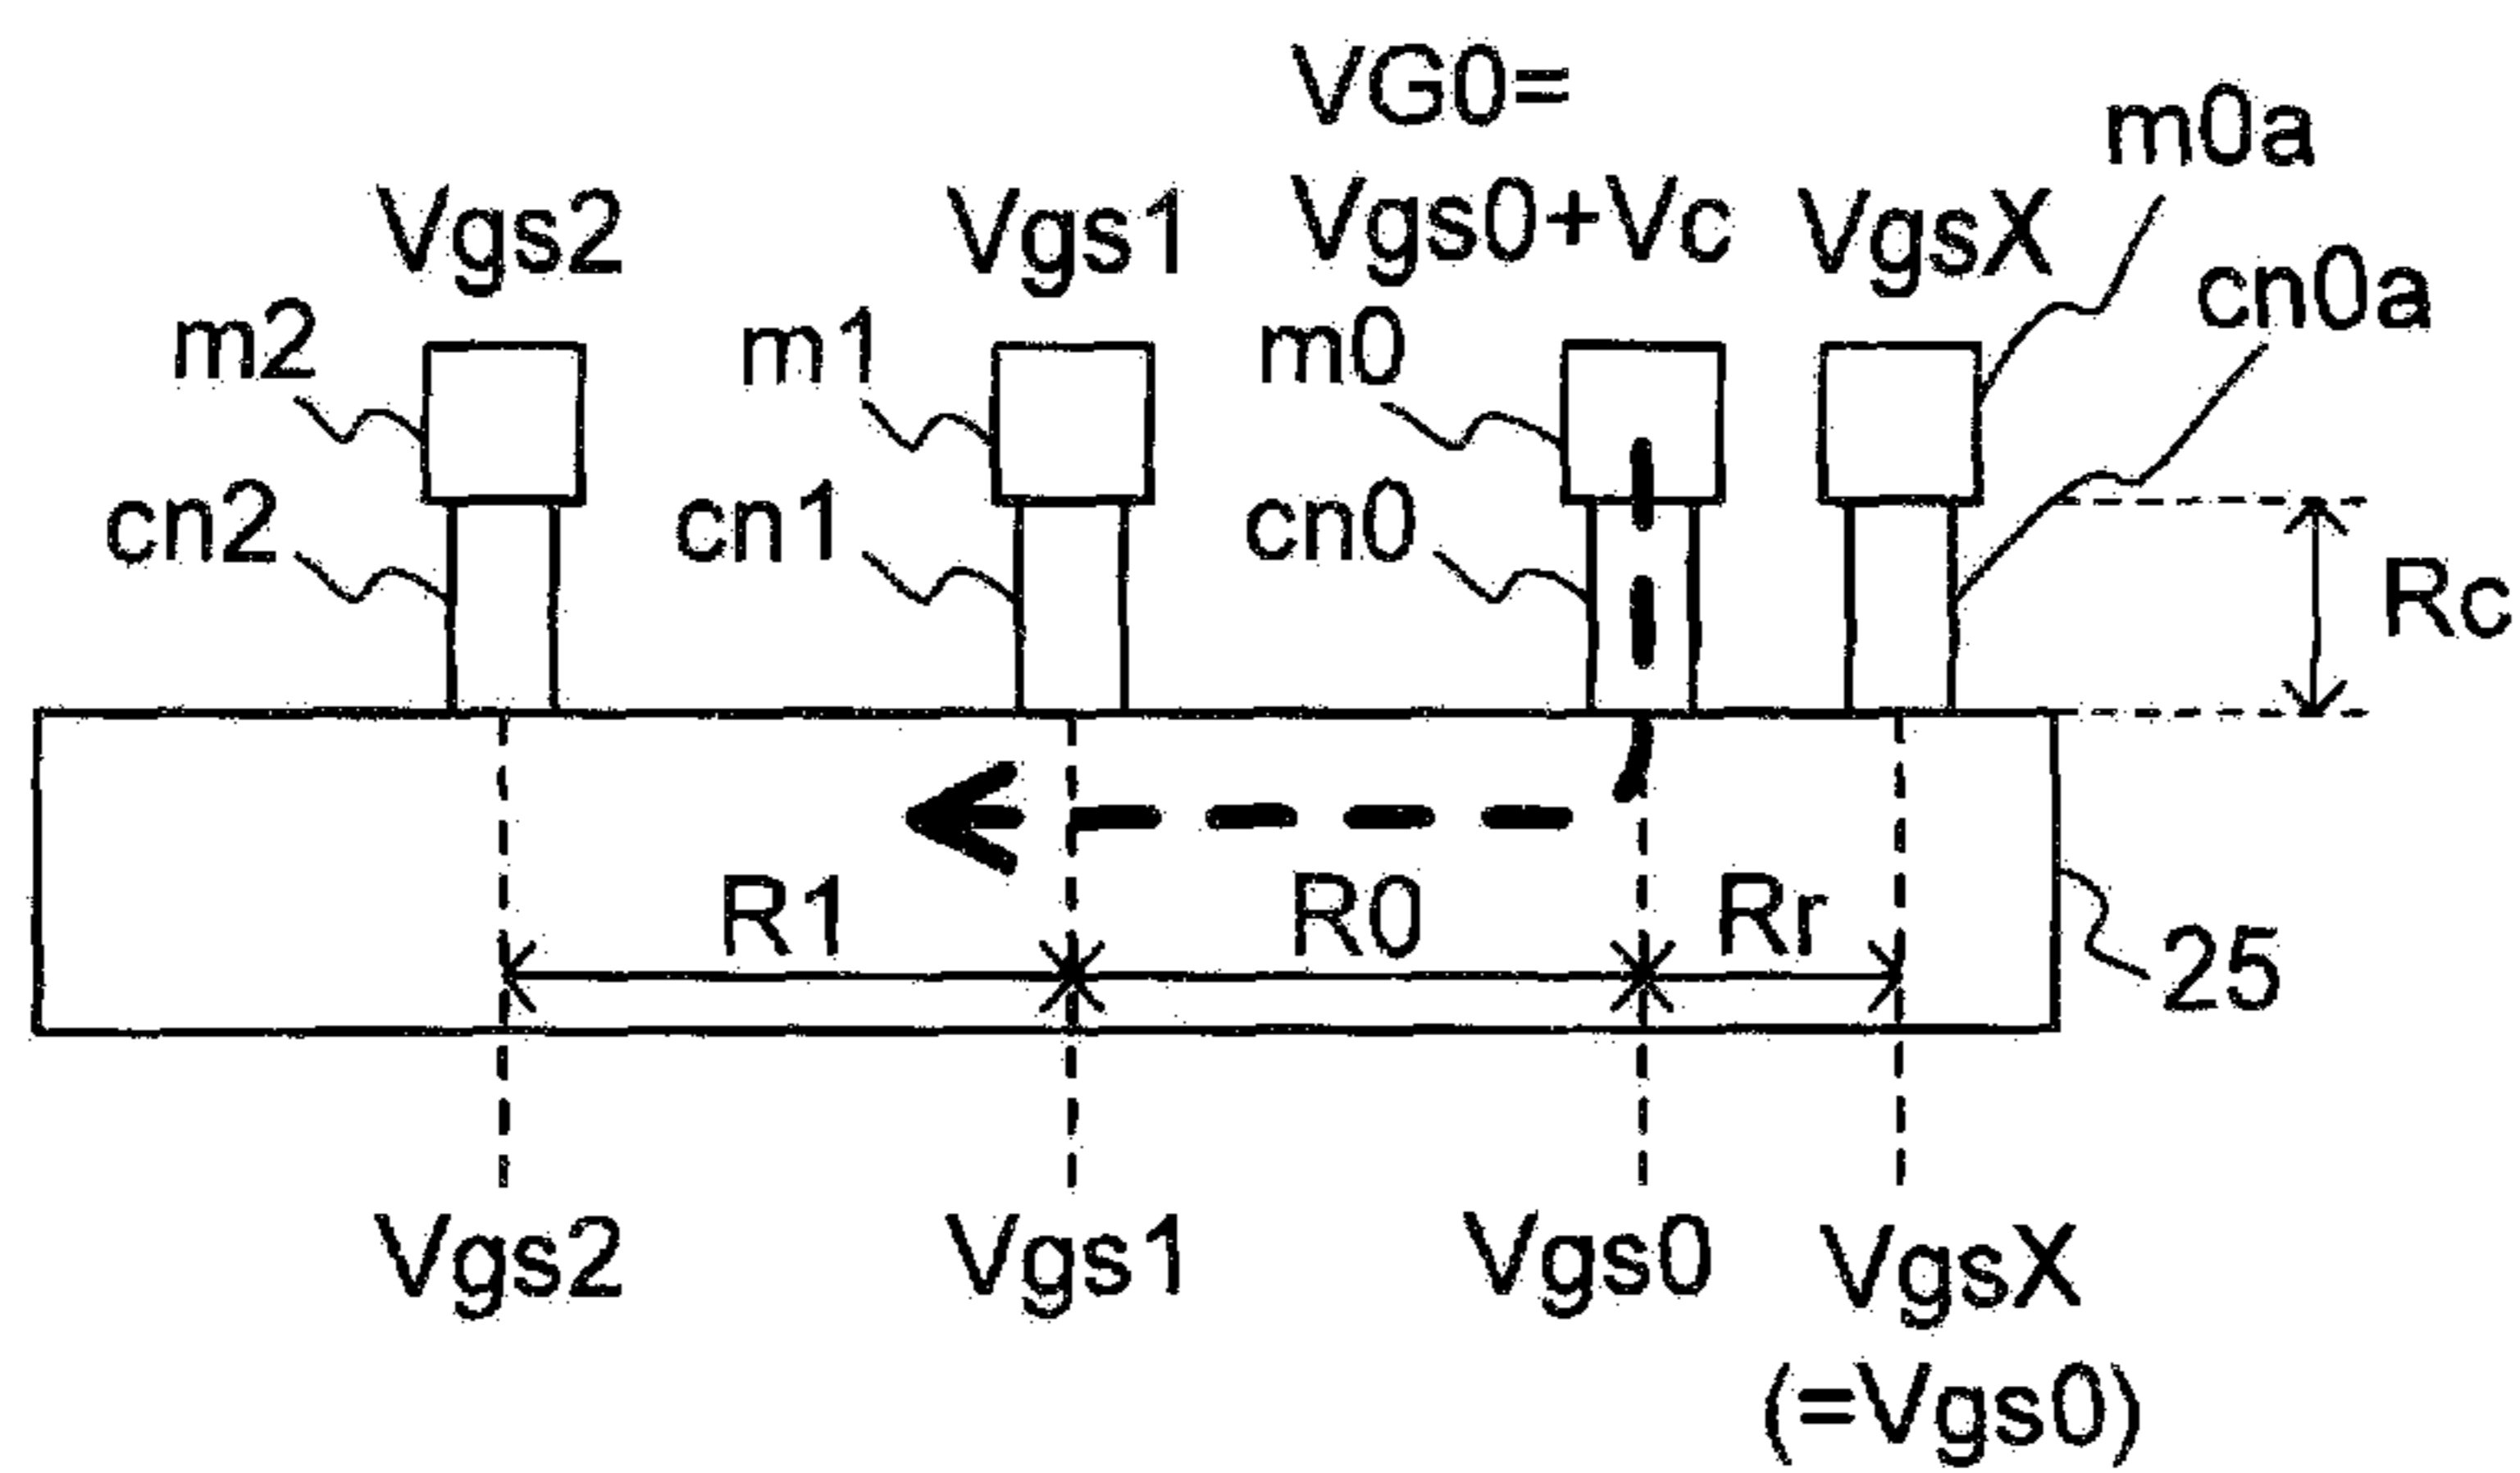 VG0=
m0a
Vgs2 Vgs1 Vgs0+Vc VgsX
cn0a
m2 m1 m0
cn2 cn1 cn0
Rc
R1 R0 Rr
25
Vgs2 Vgs1 Vgs0 VgsX
(=Vgs0)